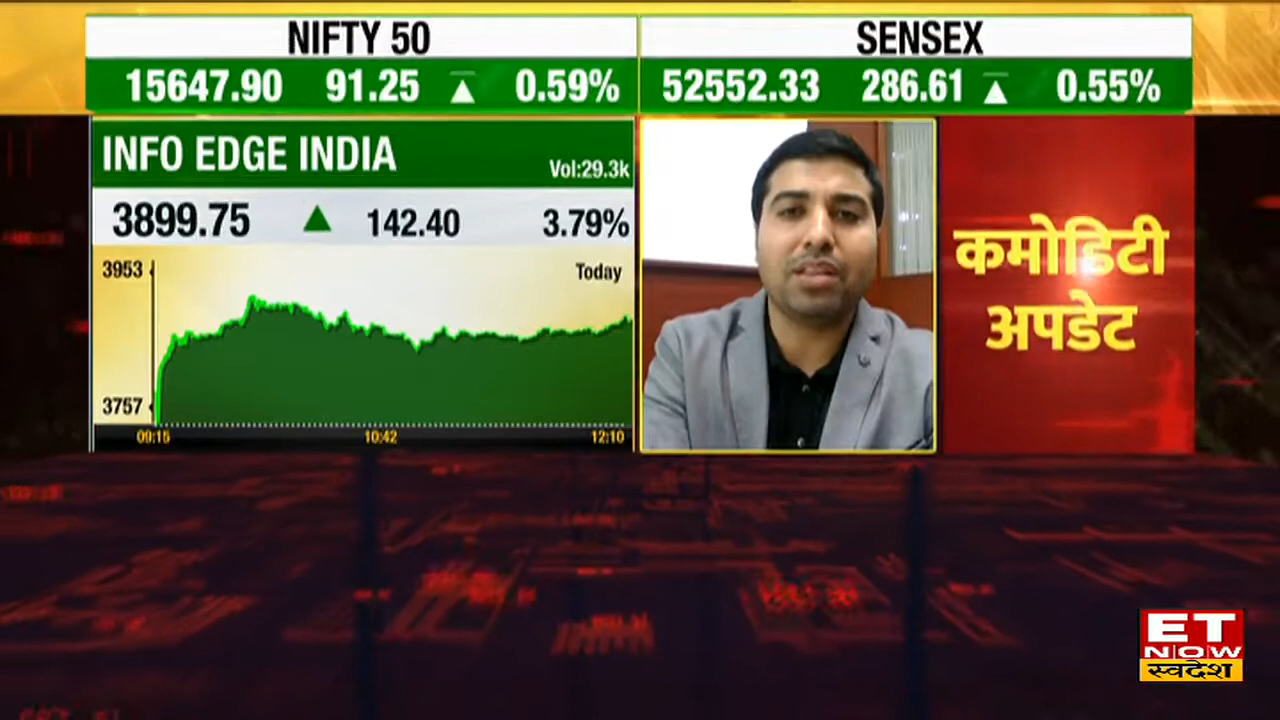 NIFTY 50
15647.90 91.25 0.59%
SENSEX
52552.33 286.61 0.55%
INFO EDGE INDIA
Vol:29.3k
3899.75 142.40 3.79%
3953
Today
3757
09:15 10:42 12:10
कमोडिटी
अपडेट
ET
NOW
स्वदेश